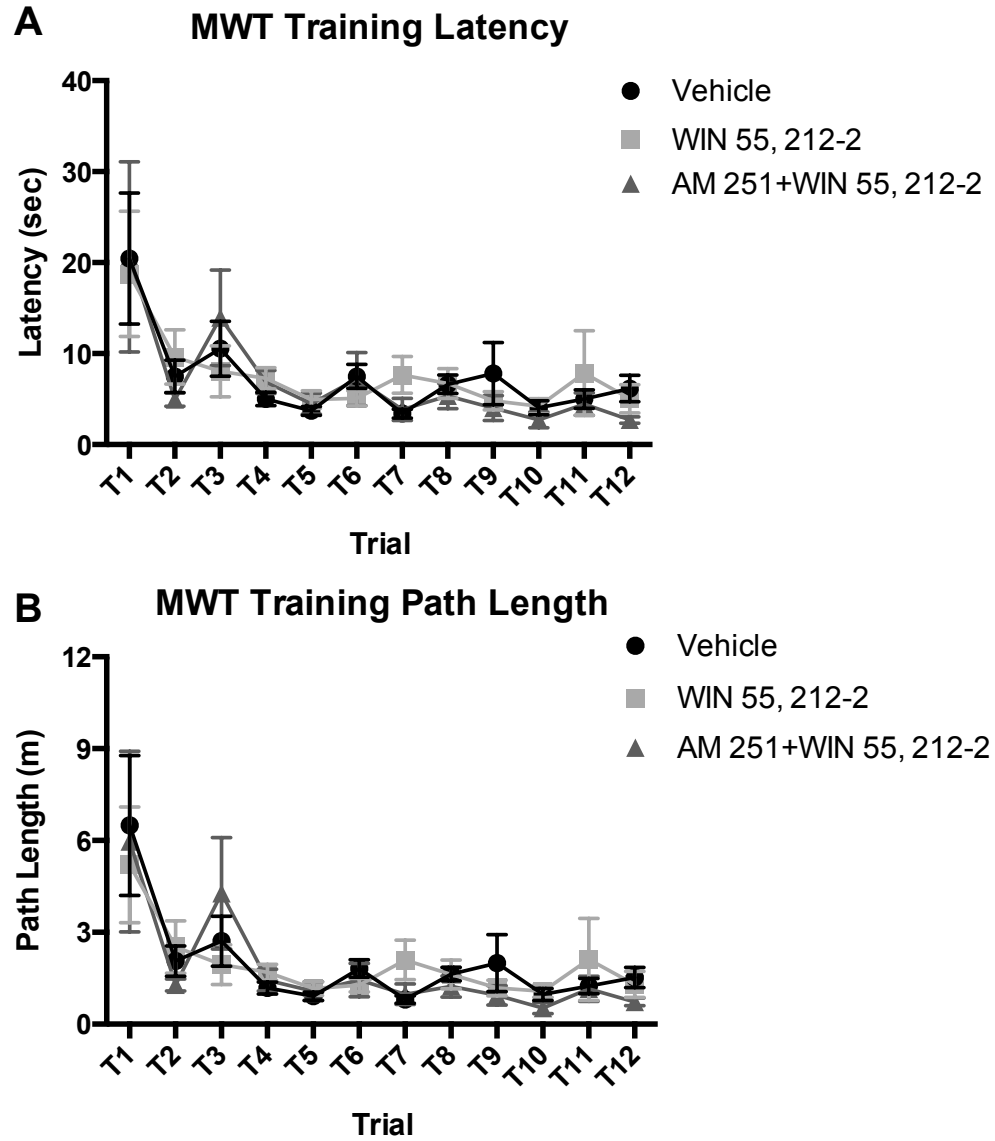 A
MWT Training Latency
40
30
20
10
0
Latency (sec)
Vehicle
WIN 55, 212-2
AM 251+WIN 55, 212-2
T1
T2
T3
T4
T5
T6
T7
T8
T9
T10
T11
T12
Trial
B
MWT Training Path Length
12
9
6
3
0
Path Length (m)
Vehicle
WIN 55, 212-2
AM 251+WIN 55, 212-2
T1
T2
T3
T4
T5
T6
T7
T8
T9
T10
T11
T12
Trial